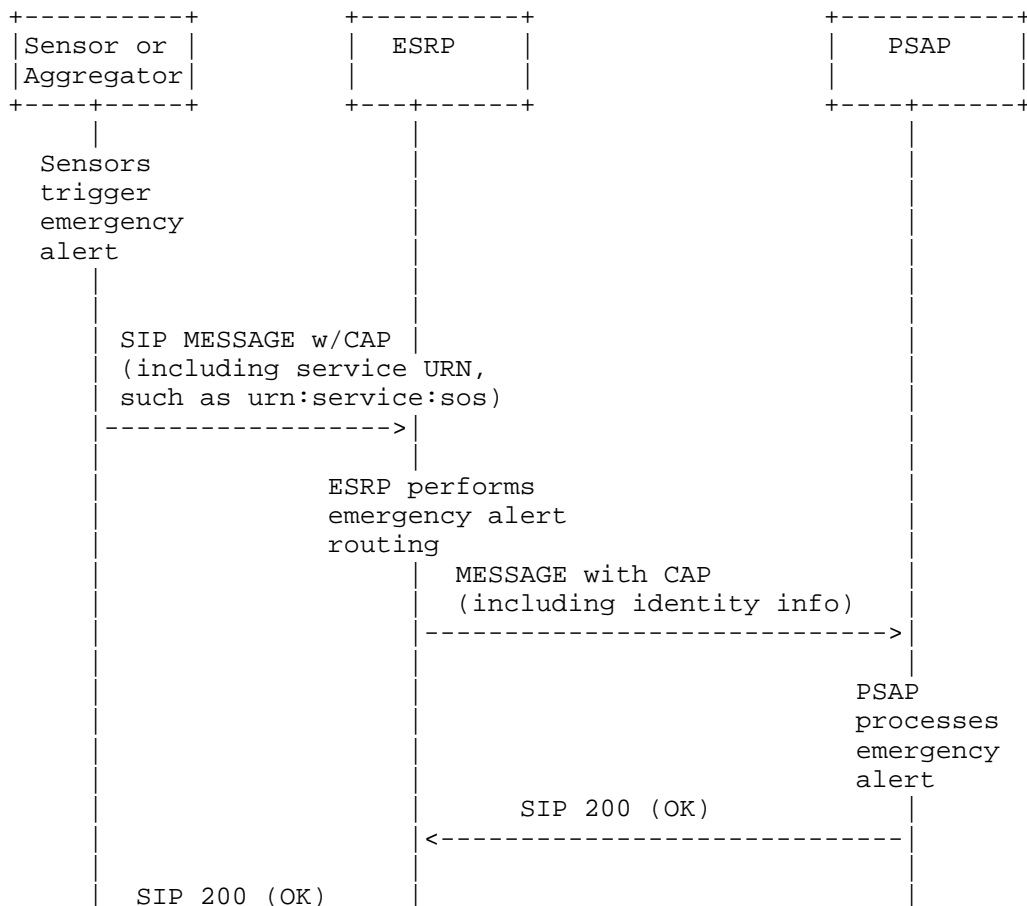 Sensor or ESRP PSAP
Aggregator
Sensors
trigger
emergency
alert
SIP MESSAGE w/CAP
(including service URN,
such as urn:service:sos)
ESRP performs
emergency alert
routing
MESSAGE with CAP
(including identity info)
PSAP
processes
emergency
alert
SIP 200 (OK)
SIP 200 (OK)